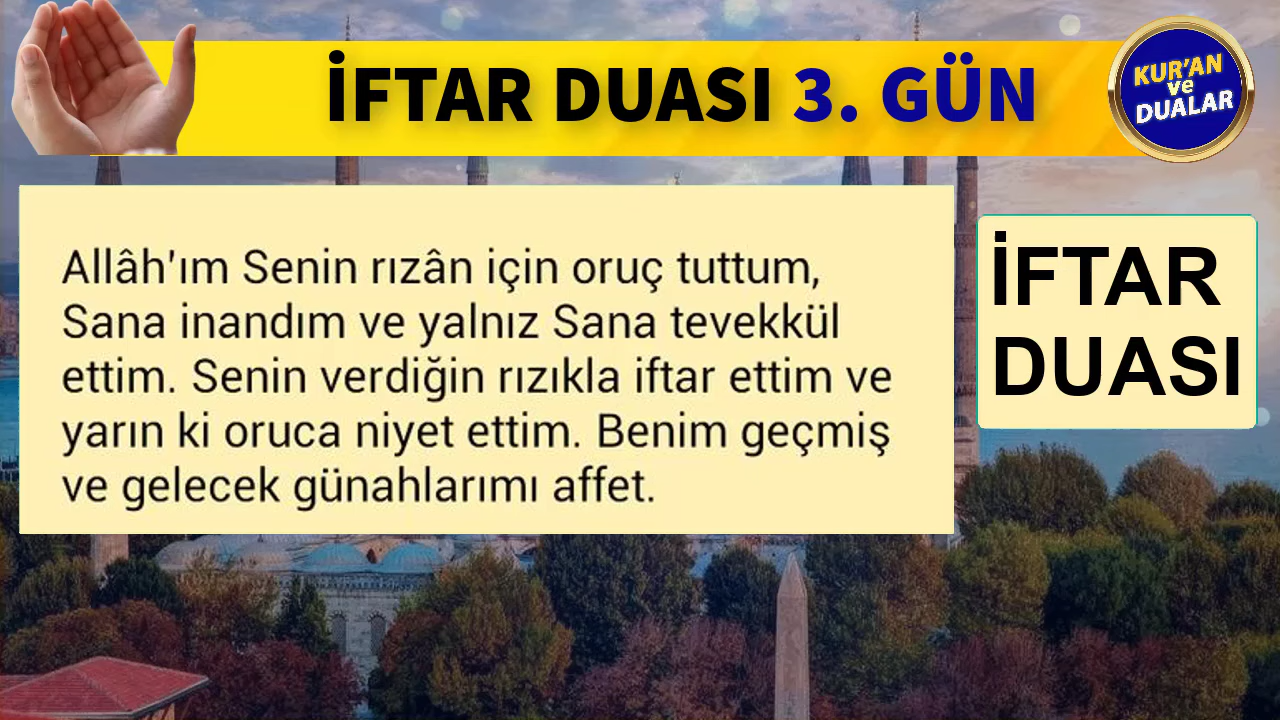 İFTAR DUASI 3. GÜN
KUR'AN
ve
DUALAR
Allâh'ım Senin rızân için oruç tuttum,
Sana inandım ve yalnız Sana tevekkül
ettim. Senin verdiğin rızıkla iftar ettim ve
yarın ki oruca niyet ettim. Benim geçmiş
ve gelecek günahlarımı affet.
İFTAR
DUASI